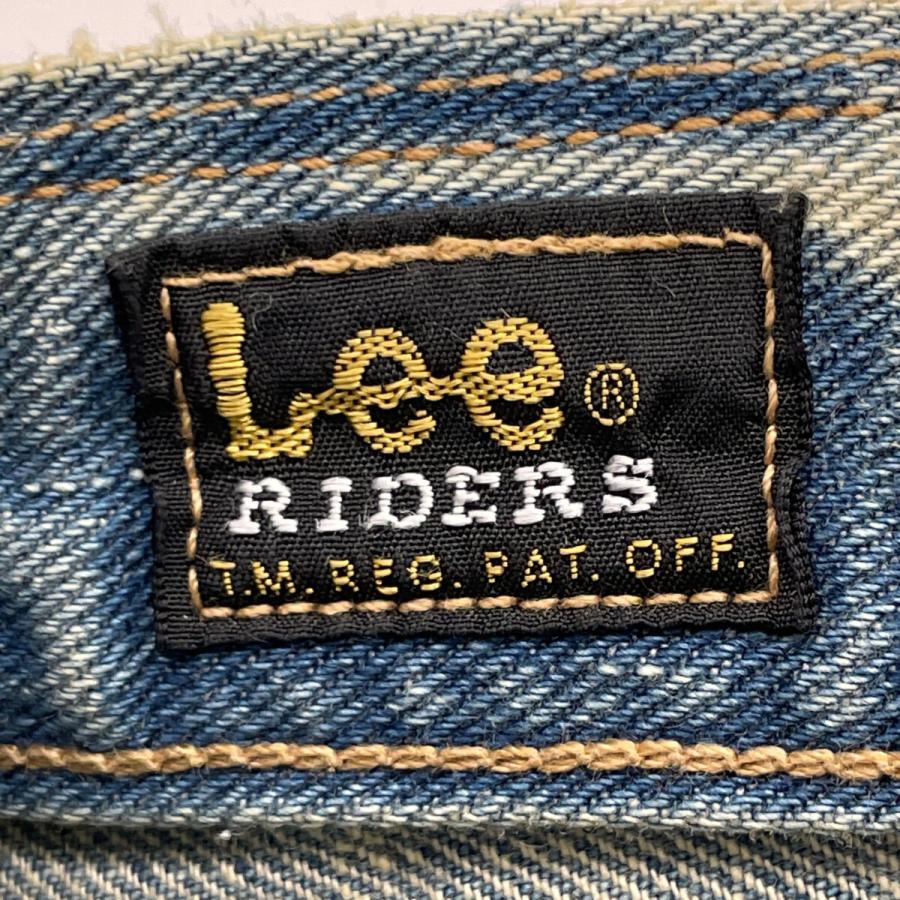 Lee®
RIDERS
T.M. REG. PAT. OFF.